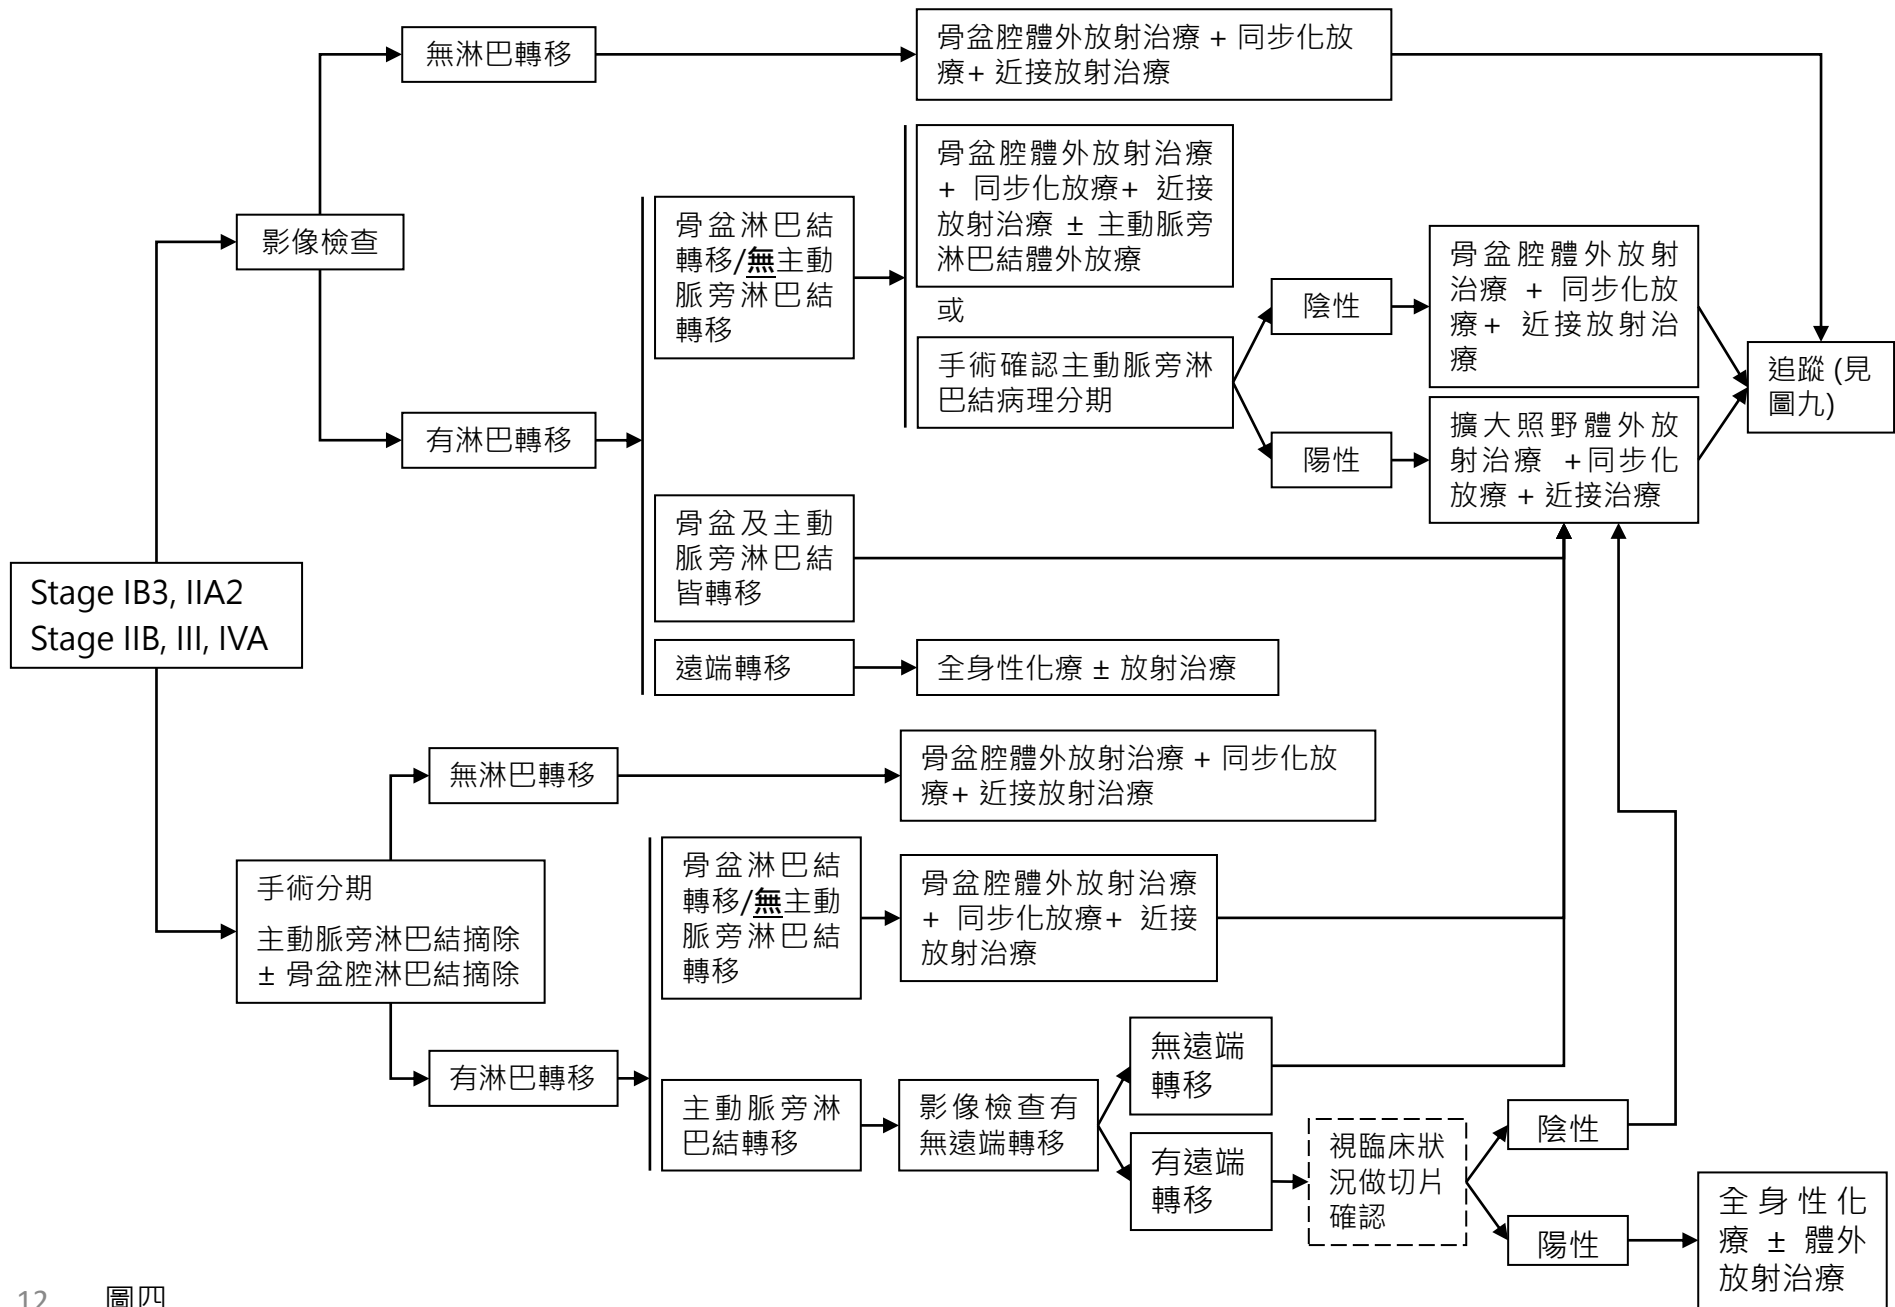 無淋巴轉移
骨盆腔體外放射治療 + 同步化放
療+ 近接放射治療
骨盆腔體外放射治療
+ 同步化放療+ 近接
放射治療 ± 主動脈旁
淋巴結體外放療
影像檢查
骨盆淋巴結
轉移/無主動
脈旁淋巴結
轉移
或
手術確認主動脈旁淋
巴結病理分期
陰性
骨盆腔體外放射
治療 + 同步化放
療+ 近接放射治
療
追蹤 (見
圖九)
有淋巴轉移
陽性
擴大照野體外放
射治療 +同步化
放療 + 近接治療
骨盆及主動
脈旁淋巴結
皆轉移
Stage IB3, IIA2
Stage IIB, III, IVA
遠端轉移
全身性化療 ± 放射治療
無淋巴轉移
骨盆腔體外放射治療 + 同步化放
療+ 近接放射治療
手術分期
主動脈旁淋巴結摘除
± 骨盆腔淋巴結摘除
骨盆淋巴結
轉移/無主動
脈旁淋巴結
轉移
骨盆腔體外放射治療
+ 同步化放療+ 近接
放射治療
有淋巴轉移
主動脈旁淋
巴結轉移
影像檢查有
無遠端轉移
無遠端
轉移
有遠端
轉移
視臨床狀
況做切片
確認
陰性
陽性
全身性化
療 ± 體外
放射治療
12
圖四